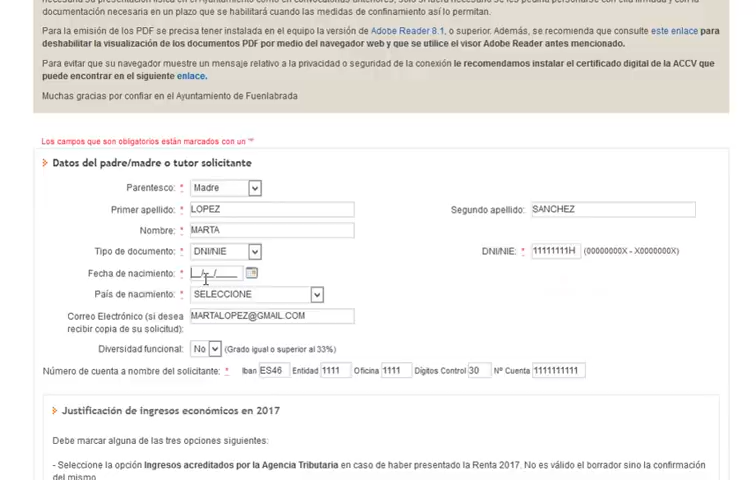 documentación necesaria en un plazo que se habilitará cuando las medidas de confinamiento así lo permitan.
Para la emisión de los PDF se precisa tener instalada en el equipo la versión de Adobe Reader 8.1, o superior. Además, se recomenda que consulte este enlace para
deshabilitar la visualización de los documentos PDF por medio del navegador web y que se utilice el visor Adobe Reader antes mencionado.
Para evitar que su navegador muestre un mensaje relativo a la privacidad o seguridad de la conexión le recomendamos instalar el certificado digital de la ACCV que
puede encontrar en el siguiente enlace.
Muchas gracias por confiar en el Ayuntamiento de Fuenlabrada
Los campos que son obligatorios están marcados con un "*"
Datos del padre/madre o tutor solicitante
Parentesco: * Madre
Primer apellido: * LOPEZ Segundo apellido: SANCHEZ
Nombre: * MARTA
Tipo de documento: * DNI/NIE DNI/NIE: * 11111111H (00000000X - X0000000X)
Fecha de nacimiento: * __/__/____
País de nacimiento: * SELECCIONE
Correo Electrónico (si desea MARTALOPEZ@GMAIL.COM
recibir copia de su solicitud):
Diversidad funcional: No (Grado igual o superior al 33%)
Número de cuenta a nombre del solicitante: * Iban ES46 Entidad 1111 Oficina 1111 Dígitos Control 30 Nº Cuenta 1111111111
Justificación de ingresos económicos en 2017
Debe marcar alguna de las tres opciones siguientes:
- Seleccione la opción Ingresos acreditados por la Agencia Tributaria en caso de haber presentado la Renta 2017. No es válido el borrador sino la confirmación
del mismo